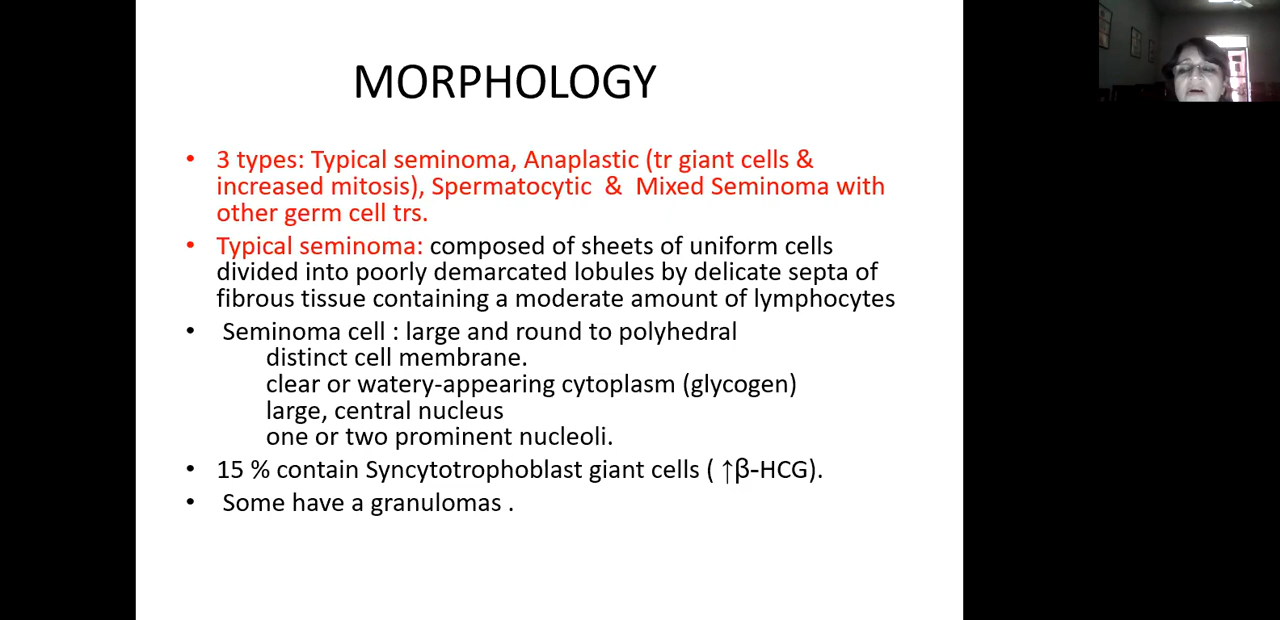 MORPHOLOGY
• 3 types: Typical seminoma, Anaplastic (tr giant cells &
increased mitosis), Spermatocytic & Mixed Seminoma with
other germ cell trs.
• Typical seminoma: composed of sheets of uniform cells
divided into poorly demarcated lobules by delicate septa of
fibrous tissue containing a moderate amount of lymphocytes
• Seminoma cell : large and round to polyhedral
distinct cell membrane.
clear or watery-appearing cytoplasm (glycogen)
large, central nucleus
one or two prominent nucleoli.
• 15 % contain Syncytotrophoblast giant cells ( ↑β-HCG).
• Some have a granulomas .